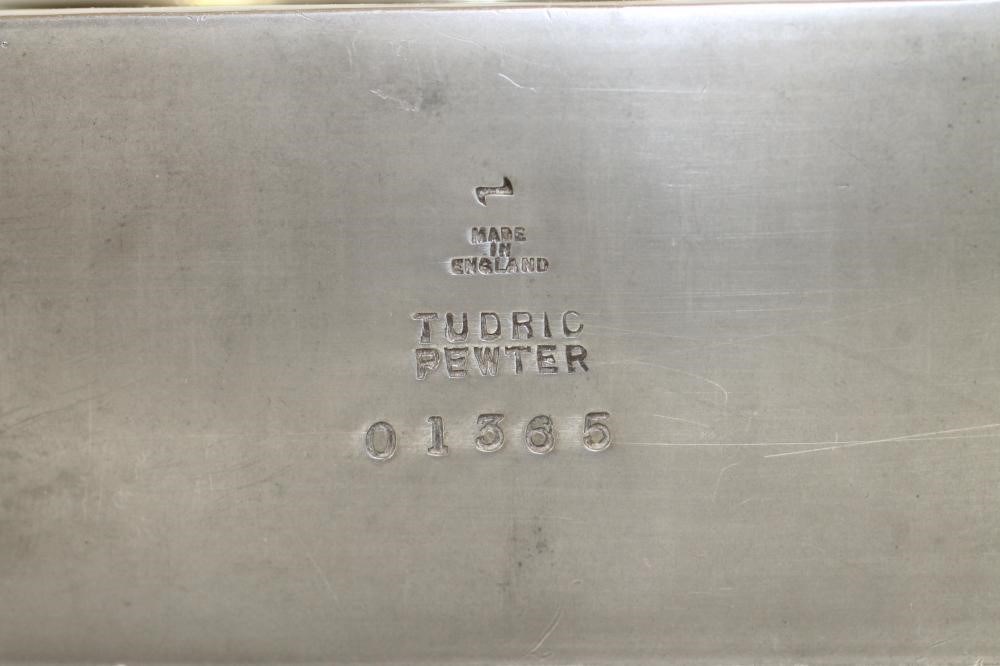 MADE
IN
ENGLAND
TUDRIC
PEWTER
01365